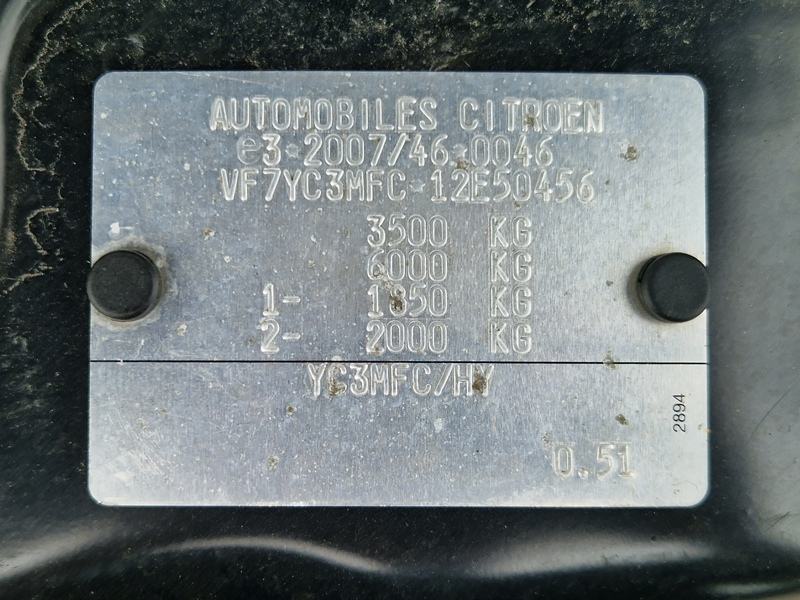 AUTOMOBILES CITROEN
e3*2007/46*0046
VF7YC3MFC*12E50456
3500 KG
6000 KG
1- 1850 KG
2- 2000 KG
YC3MFC/HY
2894
0.51